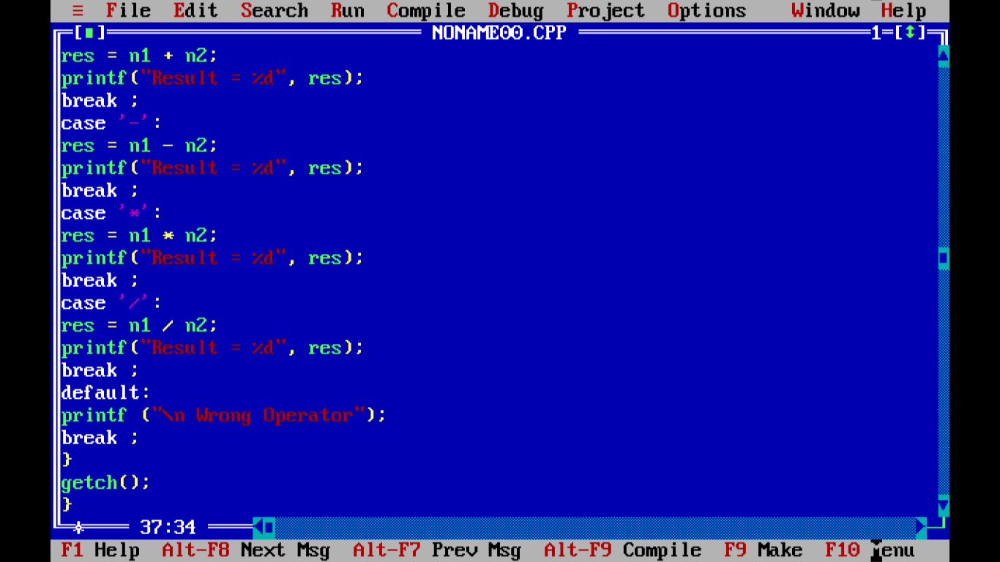 ≡ File Edit Search Run Compile Debug Project Options Window Help
[■] NONAME00.CPP 1=[↕]
res = n1 + n2;
printf("Result = %d", res);
break ;
case '-':
res = n1 - n2;
printf("Result = %d", res);
break ;
case '*':
res = n1 * n2;
printf("Result = %d", res);
break ;
case '/':
res = n1 / n2;
printf("Result = %d", res);
break ;
default:
printf ("\n Wrong Operator");
break ;
}
getch();
}
37:34
F1 Help Alt-F8 Next Msg Alt-F7 Prev Msg Alt-F9 Compile F9 Make F10 Menu